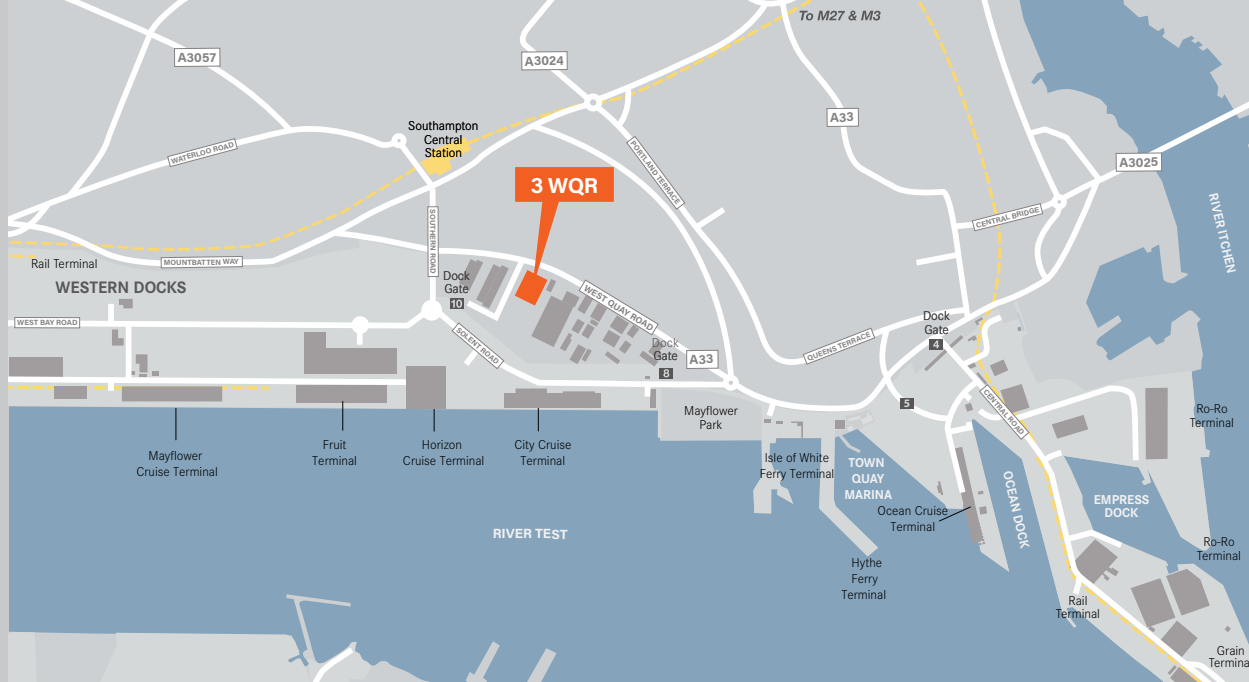 To M27 & M3
A3057
A3024
A33
Southampton
Central
Station
WATERLOO ROAD
PORTLAND TERRACE
A3025
3 WQR
RIVER ITCHEN
CENTRAL BRIDGE
SOUTHERN ROAD
Rail Terminal
MOUNTBATTEN WAY
WESTERN DOCKS
Dock
Gate
10
WEST QUAY ROAD
WEST BAY ROAD
SOLENT ROAD
Dock
Gate
8
A33
QUEENS TERRACE
Dock
Gate
4
5
CENTRAL ROAD
Mayflower
Park
Ro-Ro
Terminal
Mayflower
Cruise Terminal
Fruit
Terminal
Horizon
Cruise Terminal
City Cruise
Terminal
Isle of White
Ferry Terminal
TOWN
QUAY
MARINA
OCEAN DOCK
EMPRESS
DOCK
Ocean Cruise
Terminal
RIVER TEST
Ro-Ro
Terminal
Hythe
Ferry
Terminal
Rail
Terminal
Grain
Termina